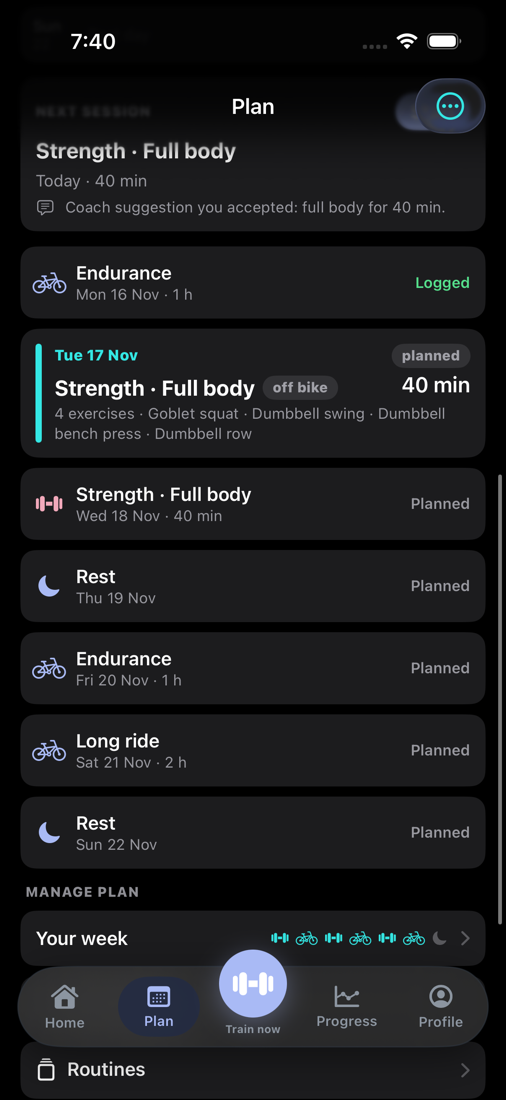 7:40
NEXT SESSION
Plan
Strength · Full body
Today · 40 min
Coach suggestion you accepted: full body for 40 min.
Endurance
Mon 16 Nov · 1 h
Logged
Tue 17 Nov
planned
Strength · Full body
off bike
40 min
4 exercises · Goblet squat · Dumbbell swing · Dumbbell
bench press · Dumbbell row
Strength · Full body
Wed 18 Nov · 40 min
Planned
Rest
Thu 19 Nov
Planned
Endurance
Fri 20 Nov · 1 h
Planned
Long ride
Sat 21 Nov · 2 h
Planned
Rest
Sun 22 Nov
Planned
MANAGE PLAN
Your week
Home
Plan
Train now
Progress
Profile
Routines